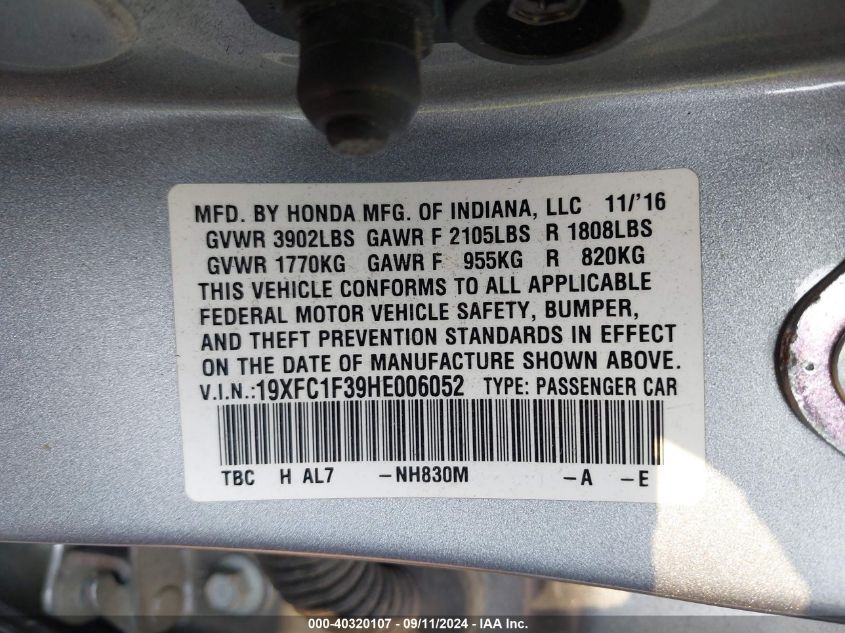 MFD. BY HONDA MFG. OF INDIANA, LLC 11/'16
GVWR 3902LBS GAWR F 2105LBS R 1808LBS
GVWR 1770KG GAWR F 955KG R 820KG
THIS VEHICLE CONFORMS TO ALL APPLICABLE
FEDERAL MOTOR VEHICLE SAFETY, BUMPER,
AND THEFT PREVENTION STANDARDS IN EFFECT
ON THE DATE OF MANUFACTURE SHOWN ABOVE.
V.I.N.:19XFC1F39HE006052 TYPE: PASSENGER CAR
TBC H AL7 -NH830M -A -E
000-40320107 - 09/11/2024 - IAA Inc.